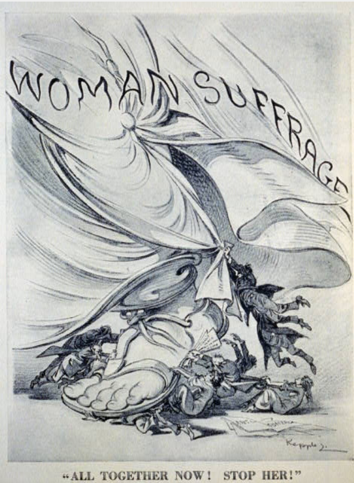 WOMAN SUFFRAGE
"ALL TOGETHER NOW! STOP HER!"